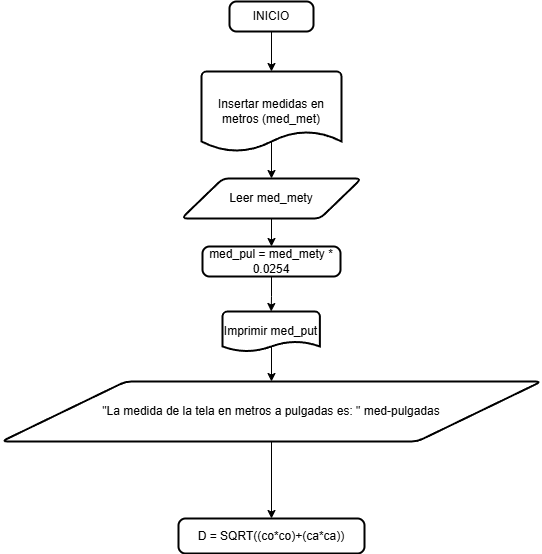 INICIO
Insertar medidas en
metros (med_met)
Leer med_mety
med_pul = med_mety *
0.0254
Imprimir med_put
"La medida de la tela en metros a pulgadas es: " med-pulgadas
D = SQRT((co*co)+(ca*ca))